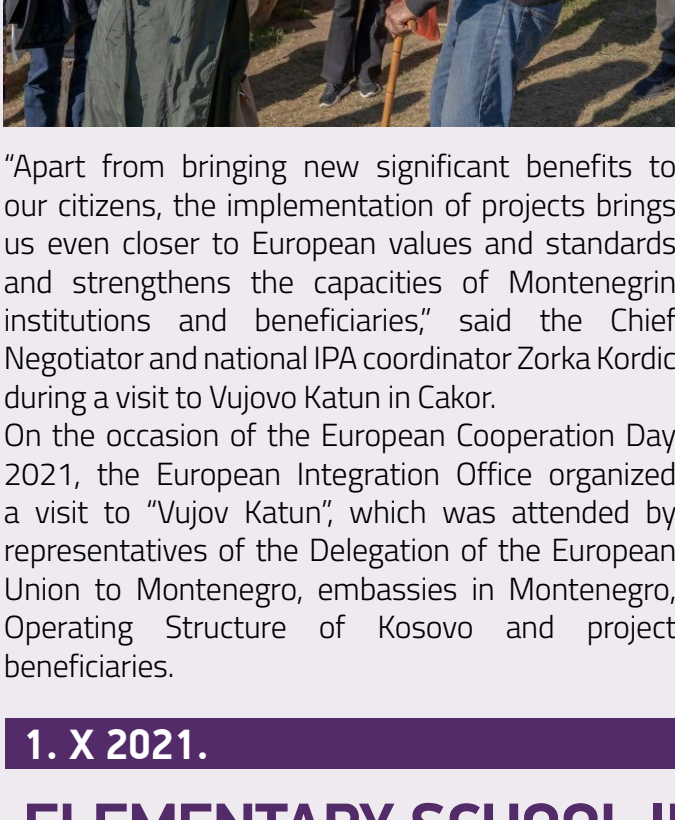 “Apart from bringing new significant benefits to
our citizens, the implementation of projects brings
us even closer to European values and standards
and strengthens the capacities of Montenegrin
institutions and beneficiaries,” said the Chief
Negotiator and national IPA coordinator Zorka Kordic
during a visit to Vujovo Katun in Cakor.
On the occasion of the European Cooperation Day
2021, the European Integration Office organized
a visit to “Vujov Katun”, which was attended by
representatives of the Delegation of the European
Union to Montenegro, embassies in Montenegro,
Operating Structure of Kosovo and project
beneficiaries.
1. X 2021.
ELEMENTARY SCHOOL